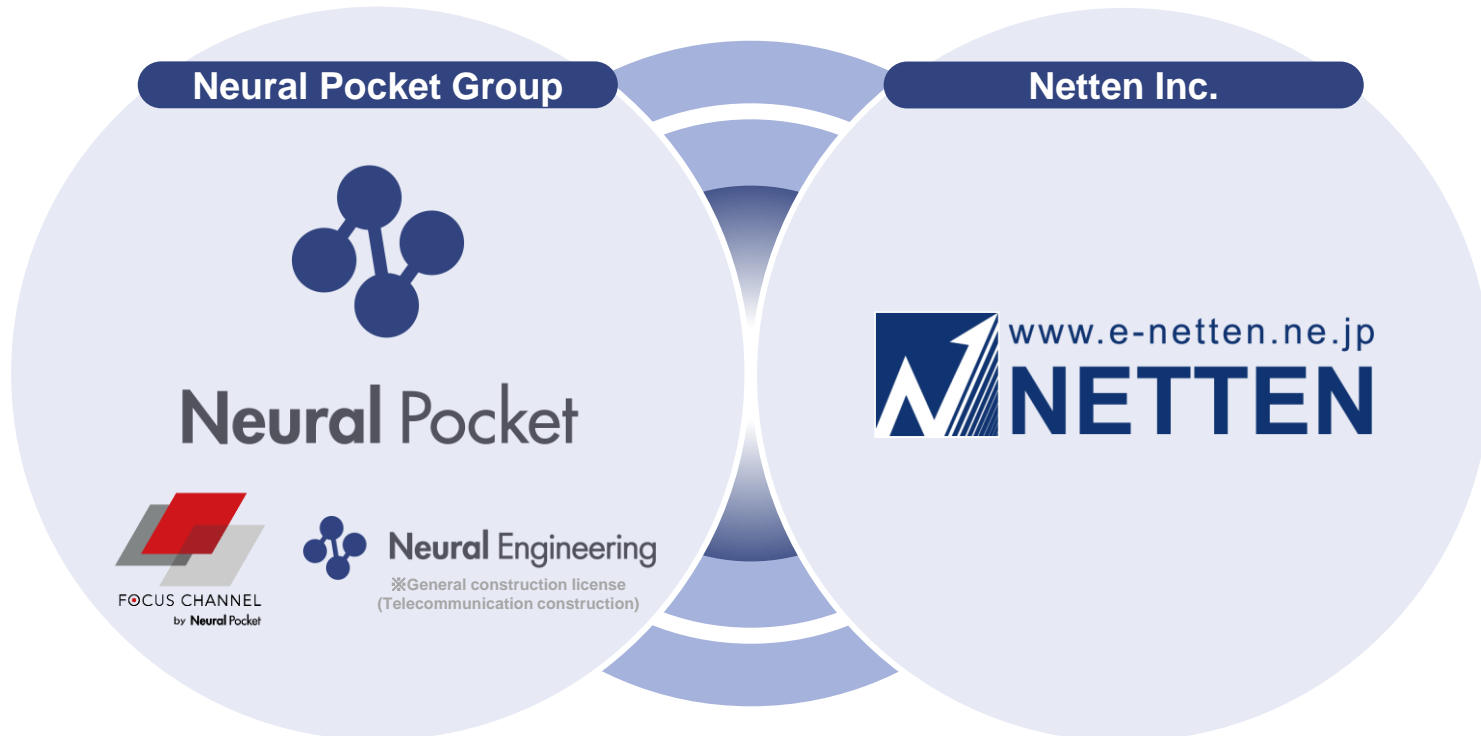 Neural Pocket Group
Neural Pocket
FOCUS CHANNEL
by Neural Pocket
Neural Engineering
※General construction license
(Telecommunication construction)
Netten Inc.
www.e-netten.ne.jp
NETTEN